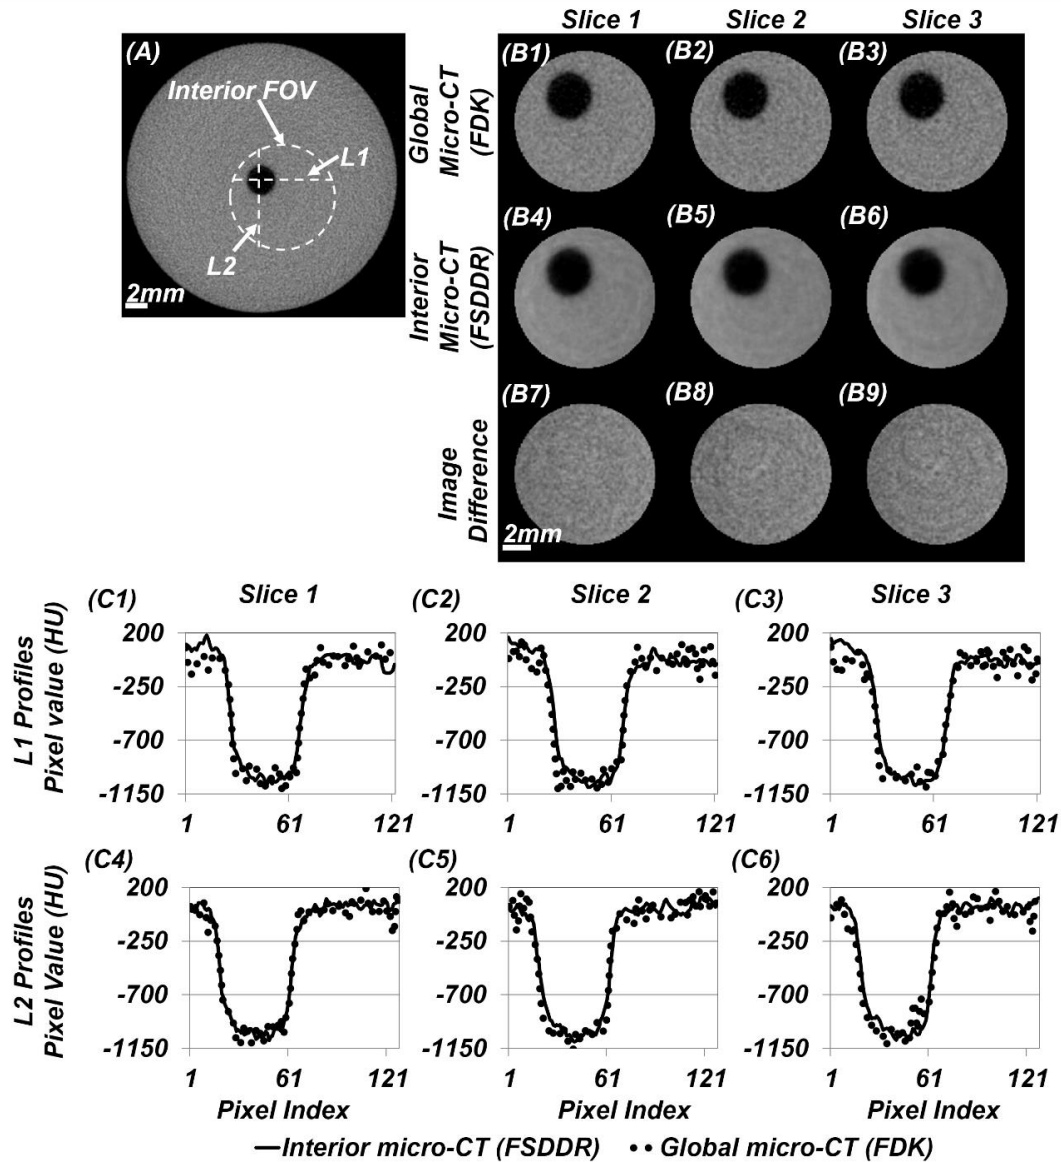 Slice 1 Slice 2 Slice 3
(A)
Interior FOV
L1
L2
2mm
Global
Micro-CT
(FDK)
(B1) (B2) (B3)
Interior
Micro-CT
(FSDDR)
(B4) (B5) (B6)
Image
Difference
(B7) (B8) (B9)
2mm
(C1) Slice 1 (C2) Slice 2 (C3) Slice 3
L1 Profiles
Pixel value (HU)
200 200 200
-250 -250 -250
-700 -700 -700
-1150 -1150 -1150
1 61 121 1 61 121 1 61 121
(C4) (C5) (C6)
L2 Profiles
Pixel Value (HU)
200 200 200
-250 -250 -250
-700 -700 -700
-1150 -1150 -1150
1 61 121 1 61 121 1 61 121
Pixel Index Pixel Index Pixel Index
Interior micro-CT (FSDDR) Global micro-CT (FDK)